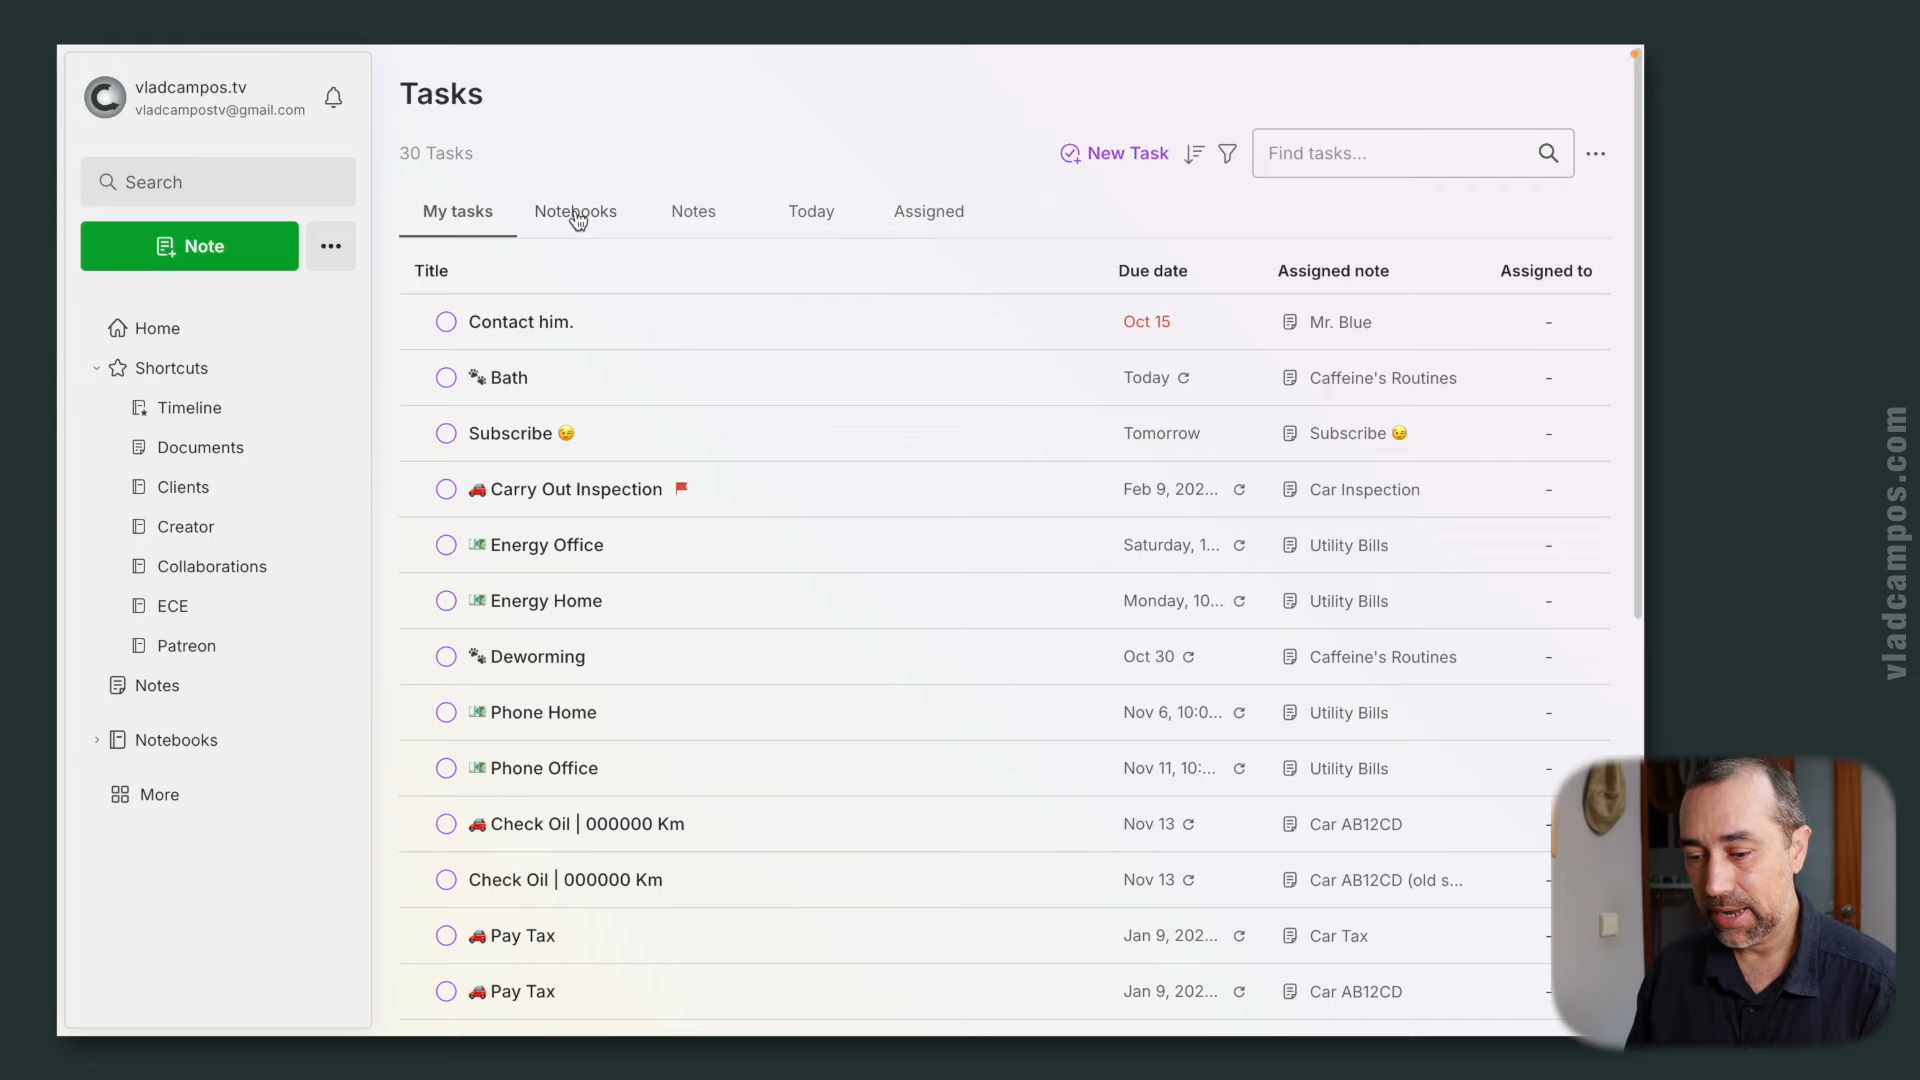 vladcampos.tv
vladcampostv@gmail.com
Search
Note
Home
Shortcuts
Timeline
Documents
Clients
Creator
Collaborations
ECE
Patreon
Notes
Notebooks
More
Tasks
30 Tasks
New Task
Find tasks...
My tasks Notebooks Notes Today Assigned
Title Due date Assigned note Assigned to
Contact him. Oct 15 Mr. Blue -
🐾 Bath Today Caffeine's Routines -
Subscribe 😉 Tomorrow Subscribe 😉 -
🚗 Carry Out Inspection Feb 9, 202... Car Inspection -
💵 Energy Office Saturday, 1... Utility Bills -
💵 Energy Home Monday, 10... Utility Bills -
🐾 Deworming Oct 30 Caffeine's Routines -
💵 Phone Home Nov 6, 10:0... Utility Bills -
💵 Phone Office Nov 11, 10:... Utility Bills -
🚗 Check Oil | 000000 Km Nov 13 Car AB12CD -
Check Oil | 000000 Km Nov 13 Car AB12CD (old s... -
🚗 Pay Tax Jan 9, 202... Car Tax -
🚗 Pay Tax Jan 9, 202... Car AB12CD -
vladcampos.com